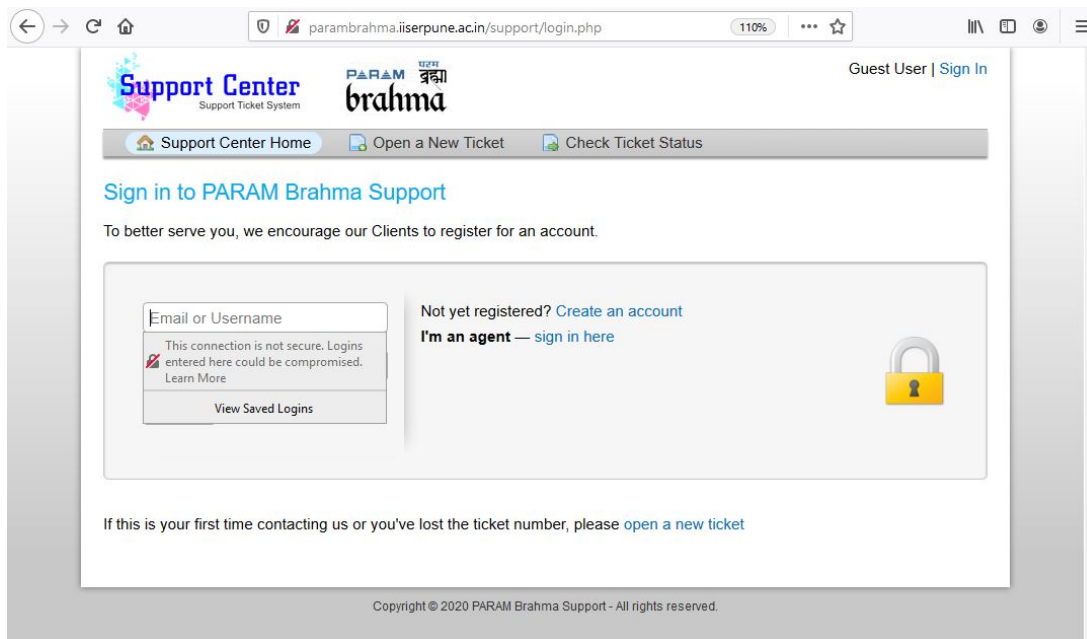 parambrahma.iiserpune.ac.in/support/login.php
110%
Support Center
Support Ticket System
PARAM
परम
ब्रह्मा
brahma
Guest User | Sign In
Support Center Home
Open a New Ticket
Check Ticket Status
Sign in to PARAM Brahma Support
To better serve you, we encourage our Clients to register for an account.
Email or Username
This connection is not secure. Logins
entered here could be compromised.
Learn More
View Saved Logins
Not yet registered? Create an account
I'm an agent — sign in here
If this is your first time contacting us or you've lost the ticket number, please open a new ticket
Copyright © 2020 PARAM Brahma Support - All rights reserved.